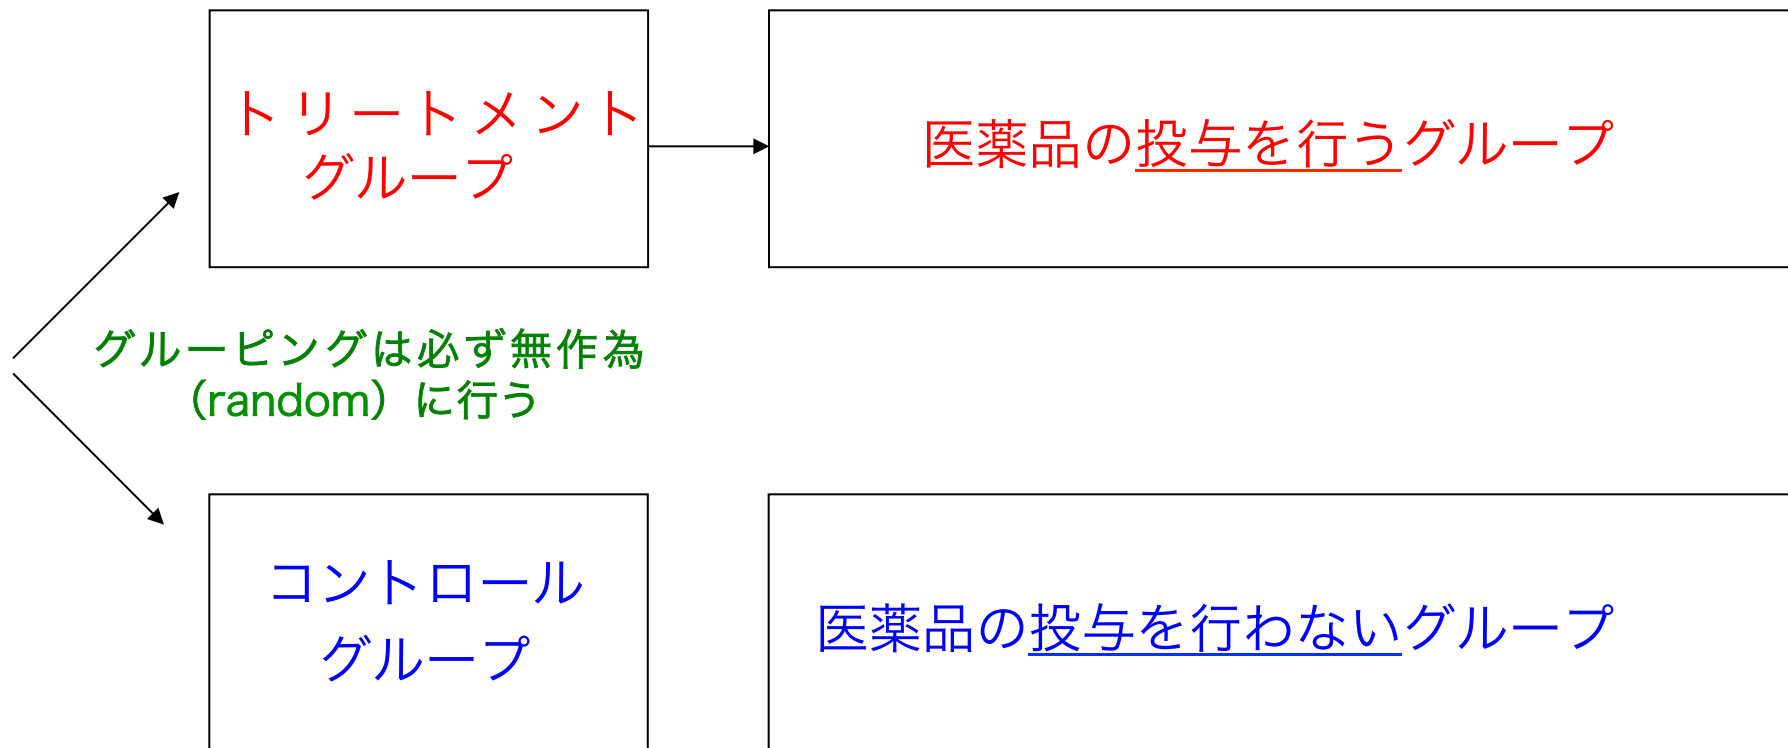 トリートメント
グループ
医薬品の投与を行うグループ
グルーピングは必ず無作為
（random）に行う
コントロール
グループ
医薬品の投与を行わないグループ